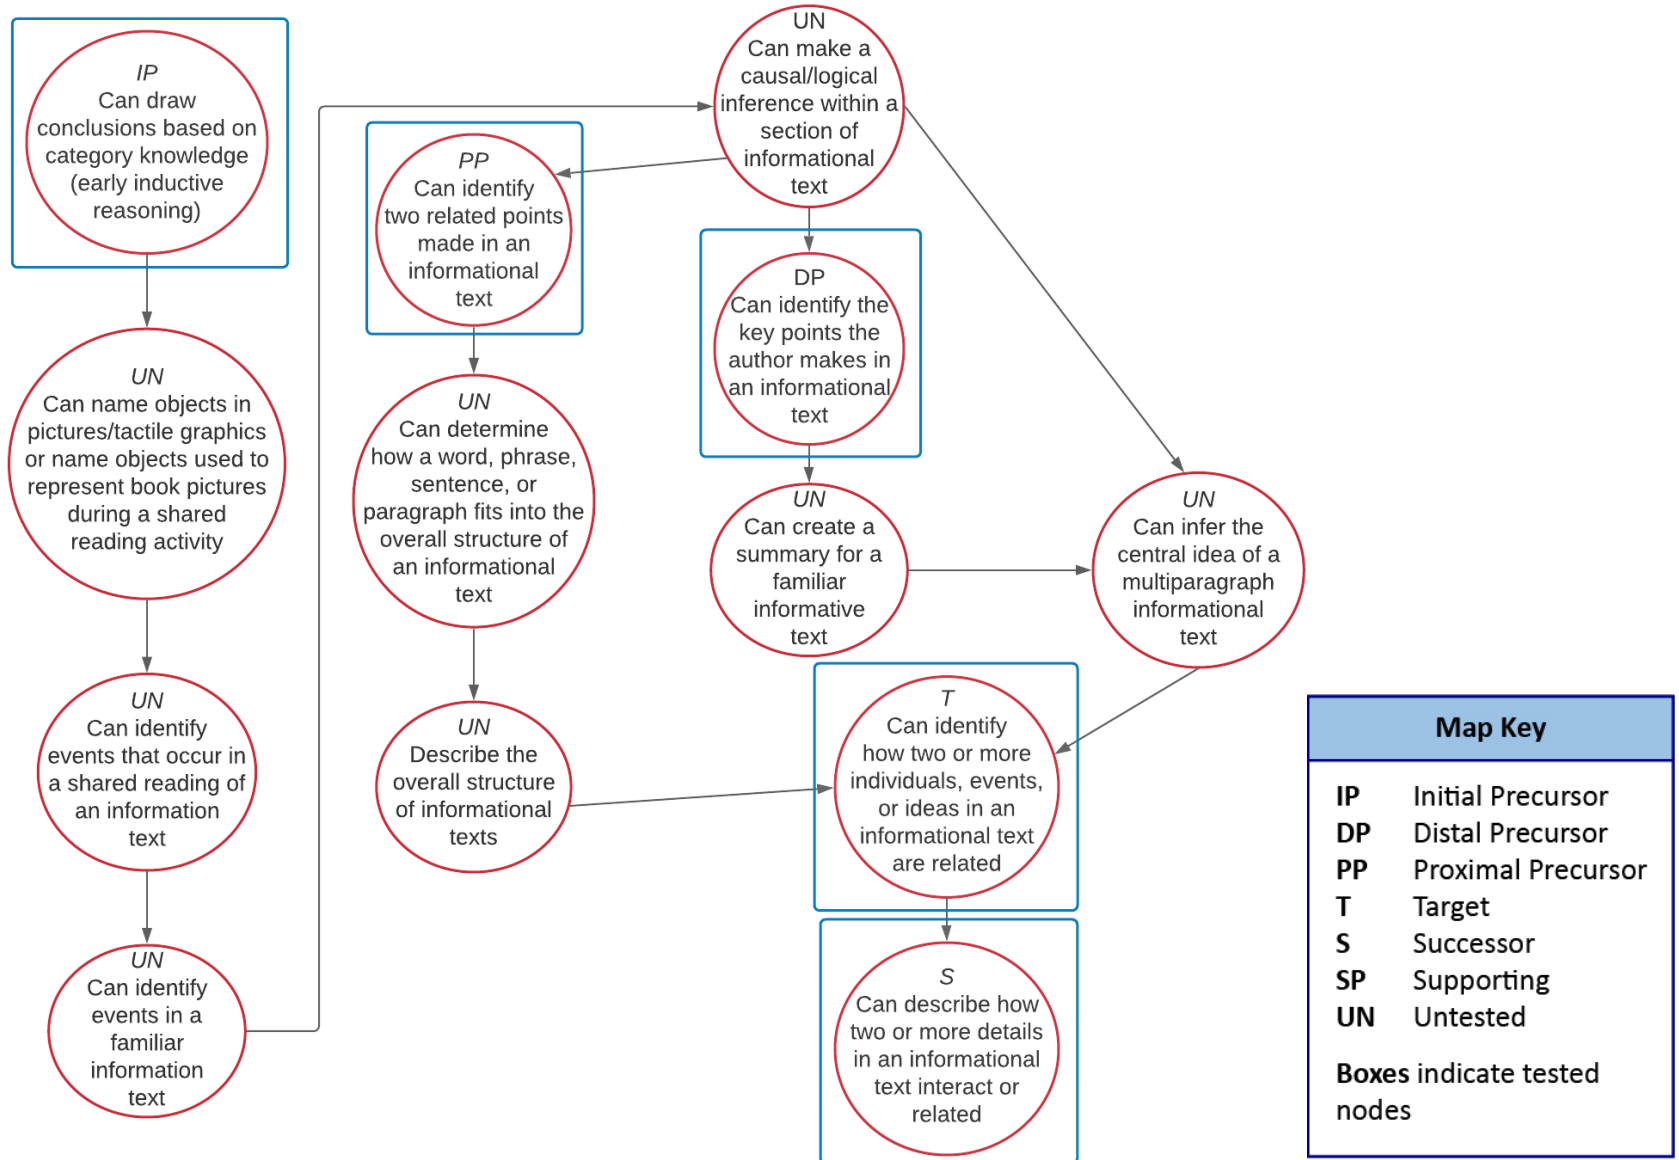 IP
Can draw
conclusions based on
category knowledge
(early inductive
reasoning)
UN
Can name objects in
pictures/tactile graphics
or name objects used to
represent book pictures
during a shared
reading activity
UN
Can identify
events that occur in
a shared reading of
an information
text
UN
Can identify
events in a
familiar
information
text
UN
Can make a
causal/logical
inference within a
section of
informational
text
PP
Can identify
two related points
made in an
informational
text
UN
Can determine
how a word, phrase,
sentence, or
paragraph fits into the
overall structure of
an informational
text
UN
Describe the
overall structure
of informational
texts
DP
Can identify the
key points the
author makes in
an informational
text
UN
Can create a
summary for a
familiar
informative
text
UN
Can infer the
central idea of a
multiparagraph
informational
text
T
Can identify
how two or more
individuals, events,
or ideas in an
informational text
are related
S
Can describe how
two or more details
in an informational
text interact or
related
Map Key
IP Initial Precursor
DP Distal Precursor
PP Proximal Precursor
T Target
S Successor
SP Supporting
UN Untested
Boxes indicate tested
nodes